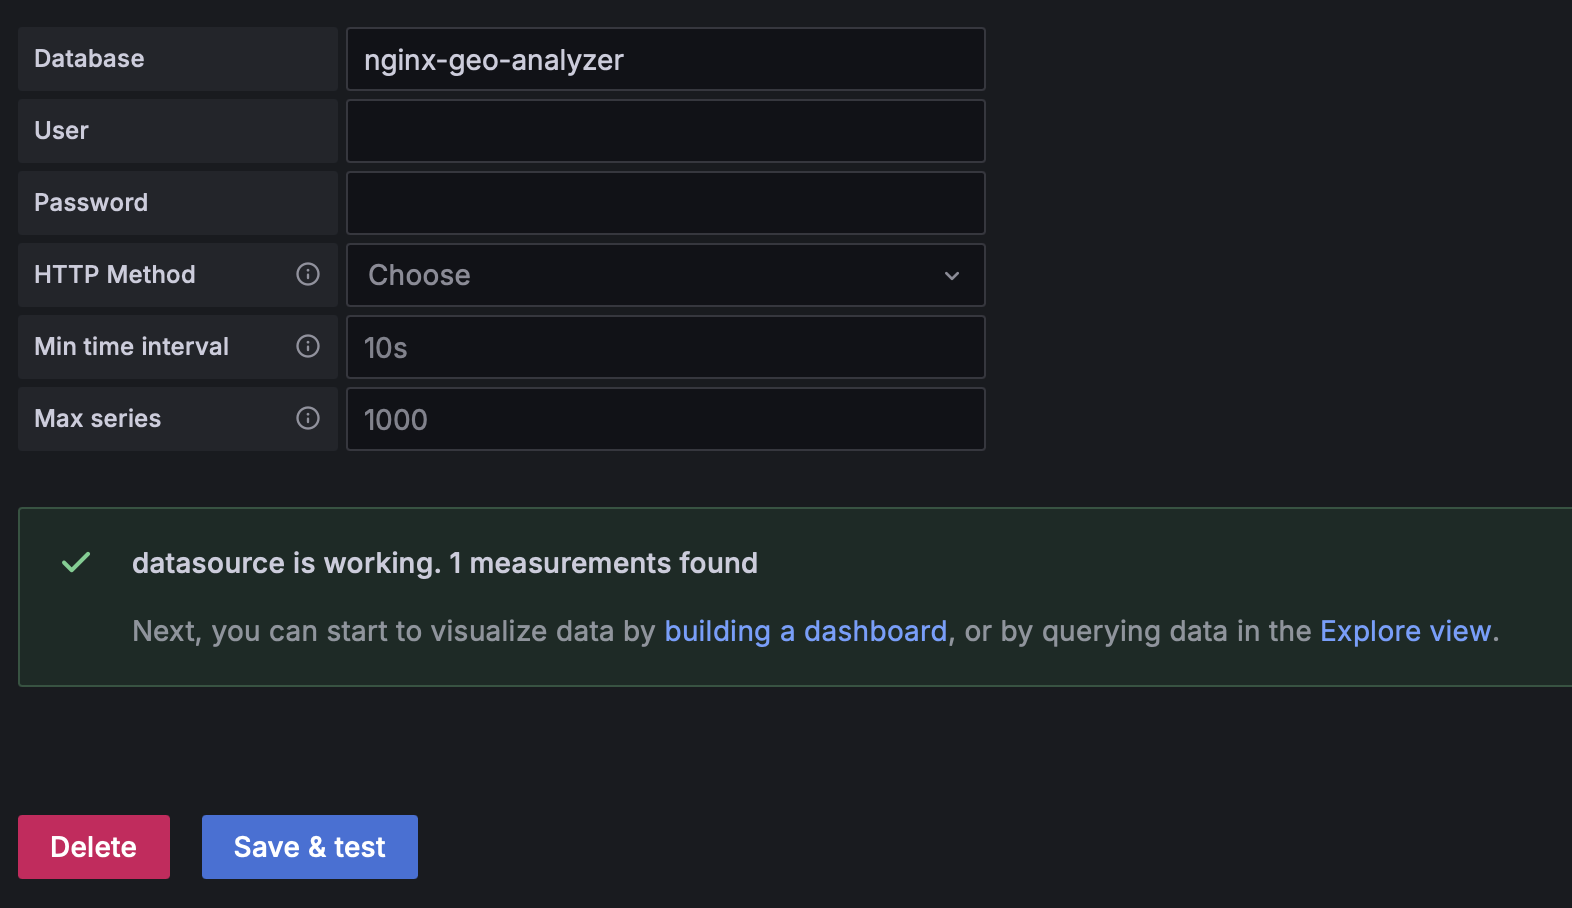 Database
nginx-geo-analyzer
User
Password
HTTP Method
Choose
Min time interval
10s
Max series
1000
datasource is working. 1 measurements found
Next, you can start to visualize data by building a dashboard, or by querying data in the Explore view.
Delete
Save & test